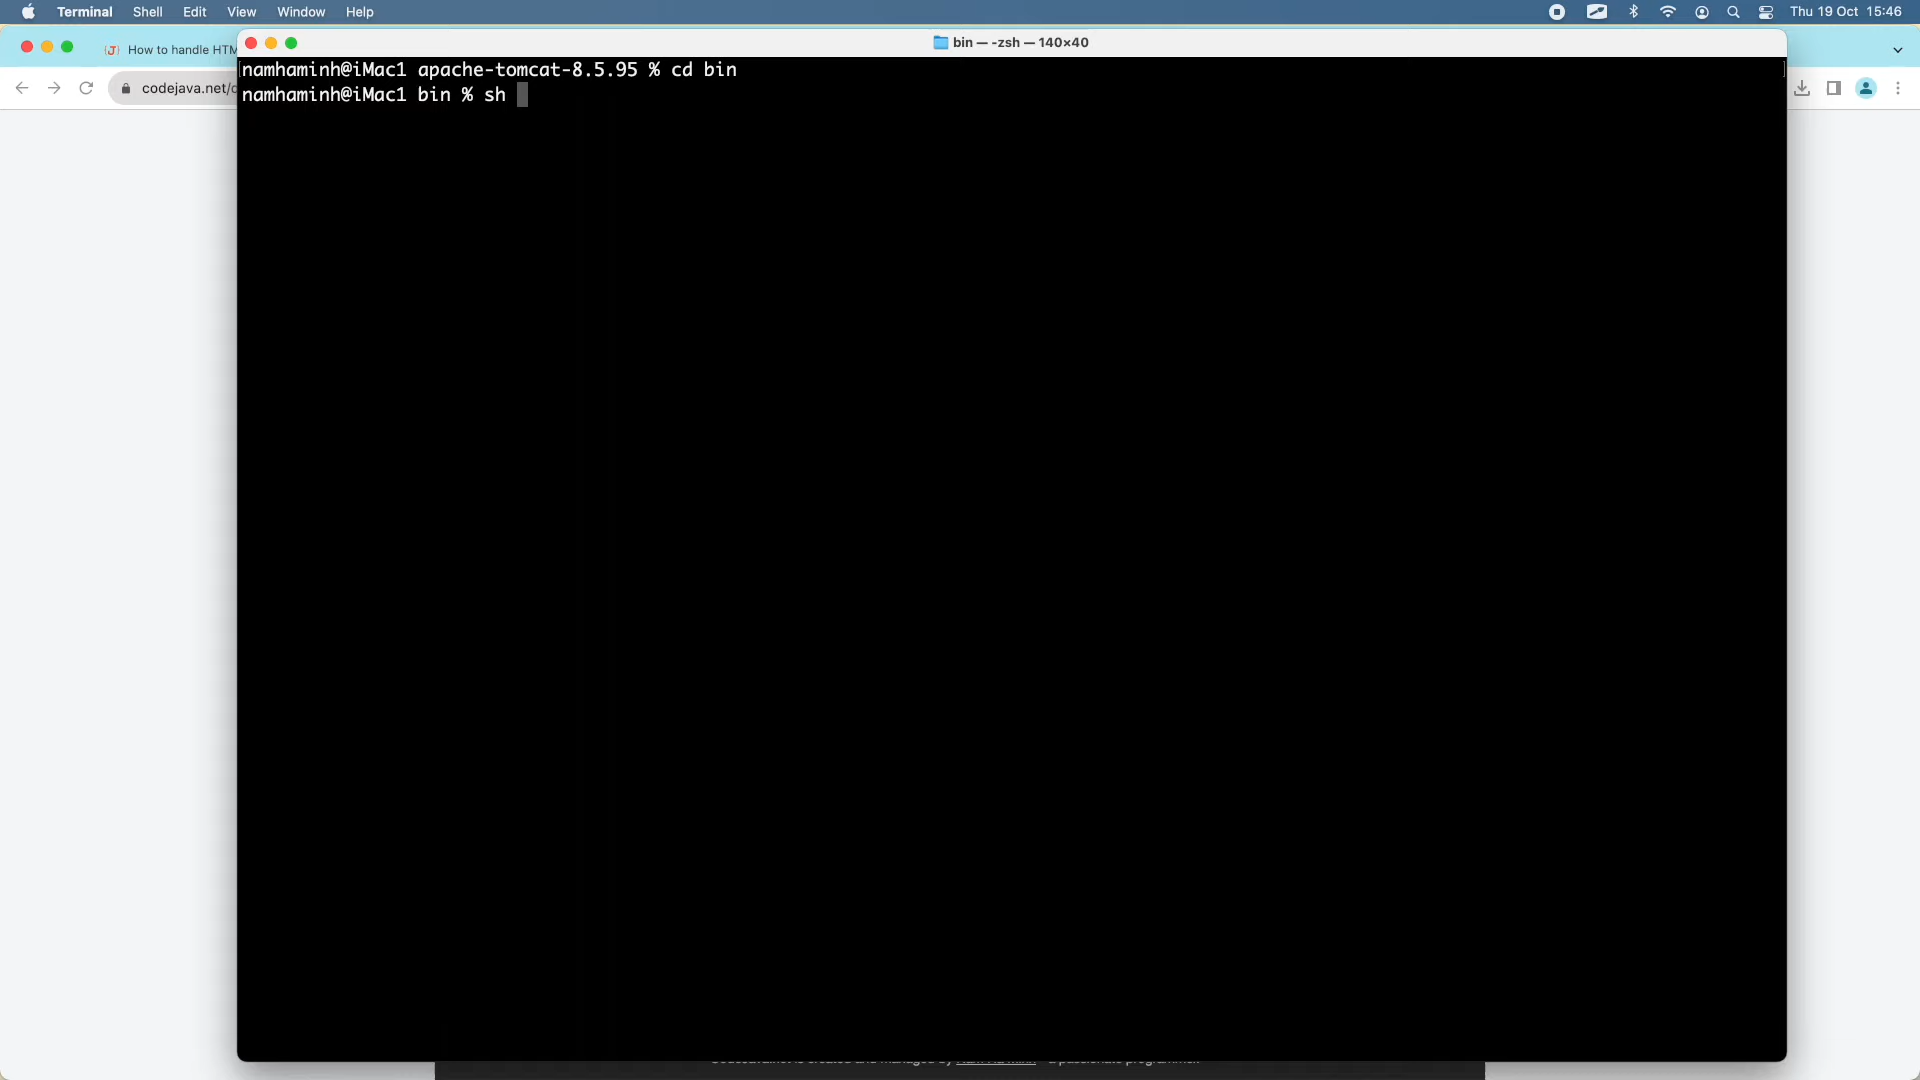 Terminal Shell Edit View Window Help Thu 19 Oct 15:46
How to handle HTM
bin — -zsh — 140×40
codejava.net/
namhaminh@iMac1 apache-tomcat-8.5.95 % cd bin
namhaminh@iMac1 bin % sh